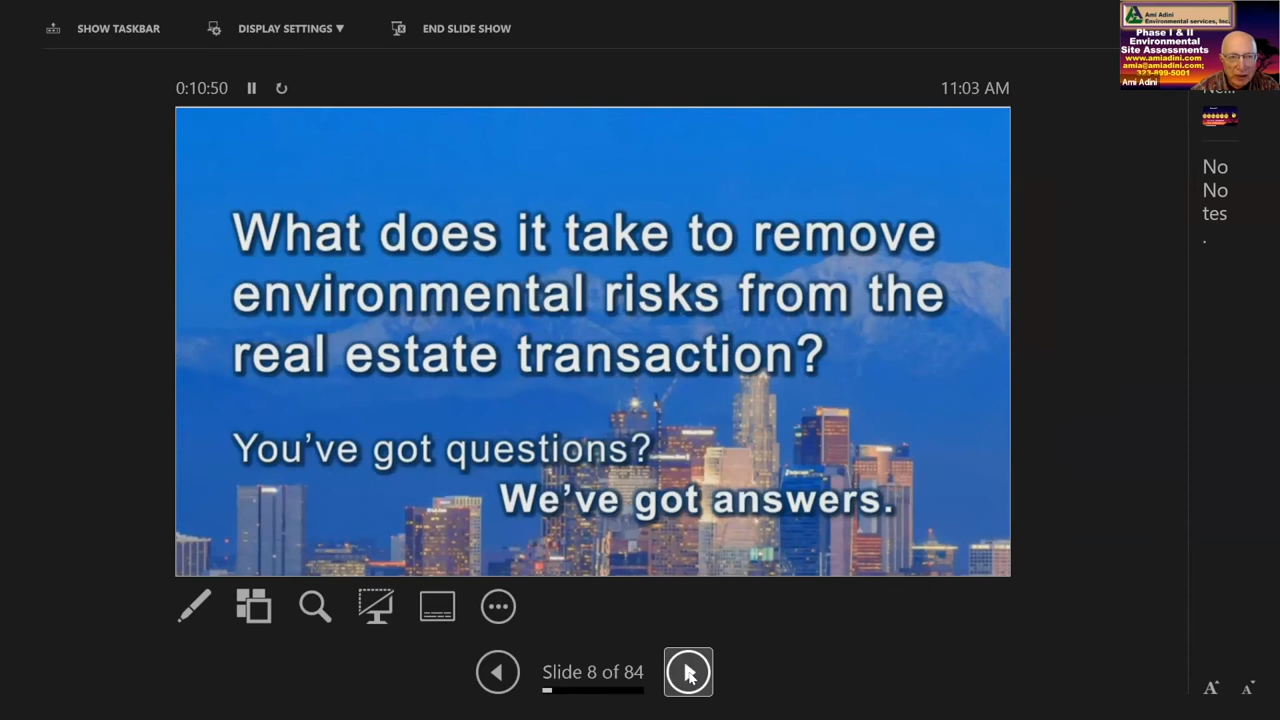 SHOW TASKBAR
DISPLAY SETTINGS ▼
END SLIDE SHOW
Ami Adini
Environmental services, Inc.
Phase I & II
Environmental
Site Assessments
www.amiadini.com
amia@amiadini.com;
323-899-5001
Ami Adini
0:10:50
11:03 AM
What does it take to remove
environmental risks from the
real estate transaction?
You've got questions?
We've got answers.
No
No
tes
.
Slide 8 of 84
A
A